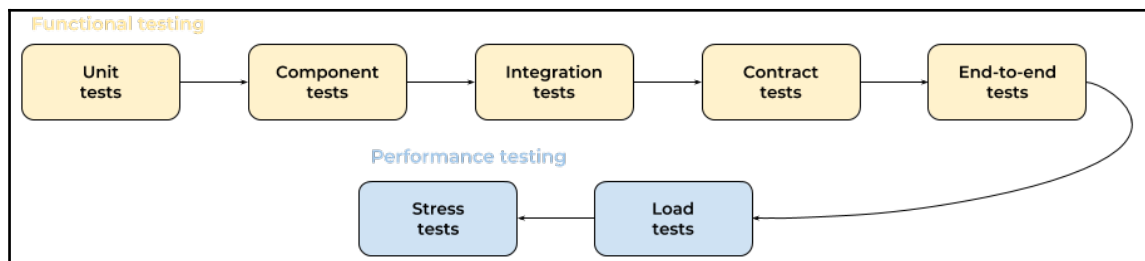 Functional testing
Unit
tests
Component
tests
Integration
tests
Contract
tests
End-to-end
tests
Performance testing
Stress
tests
Load
tests